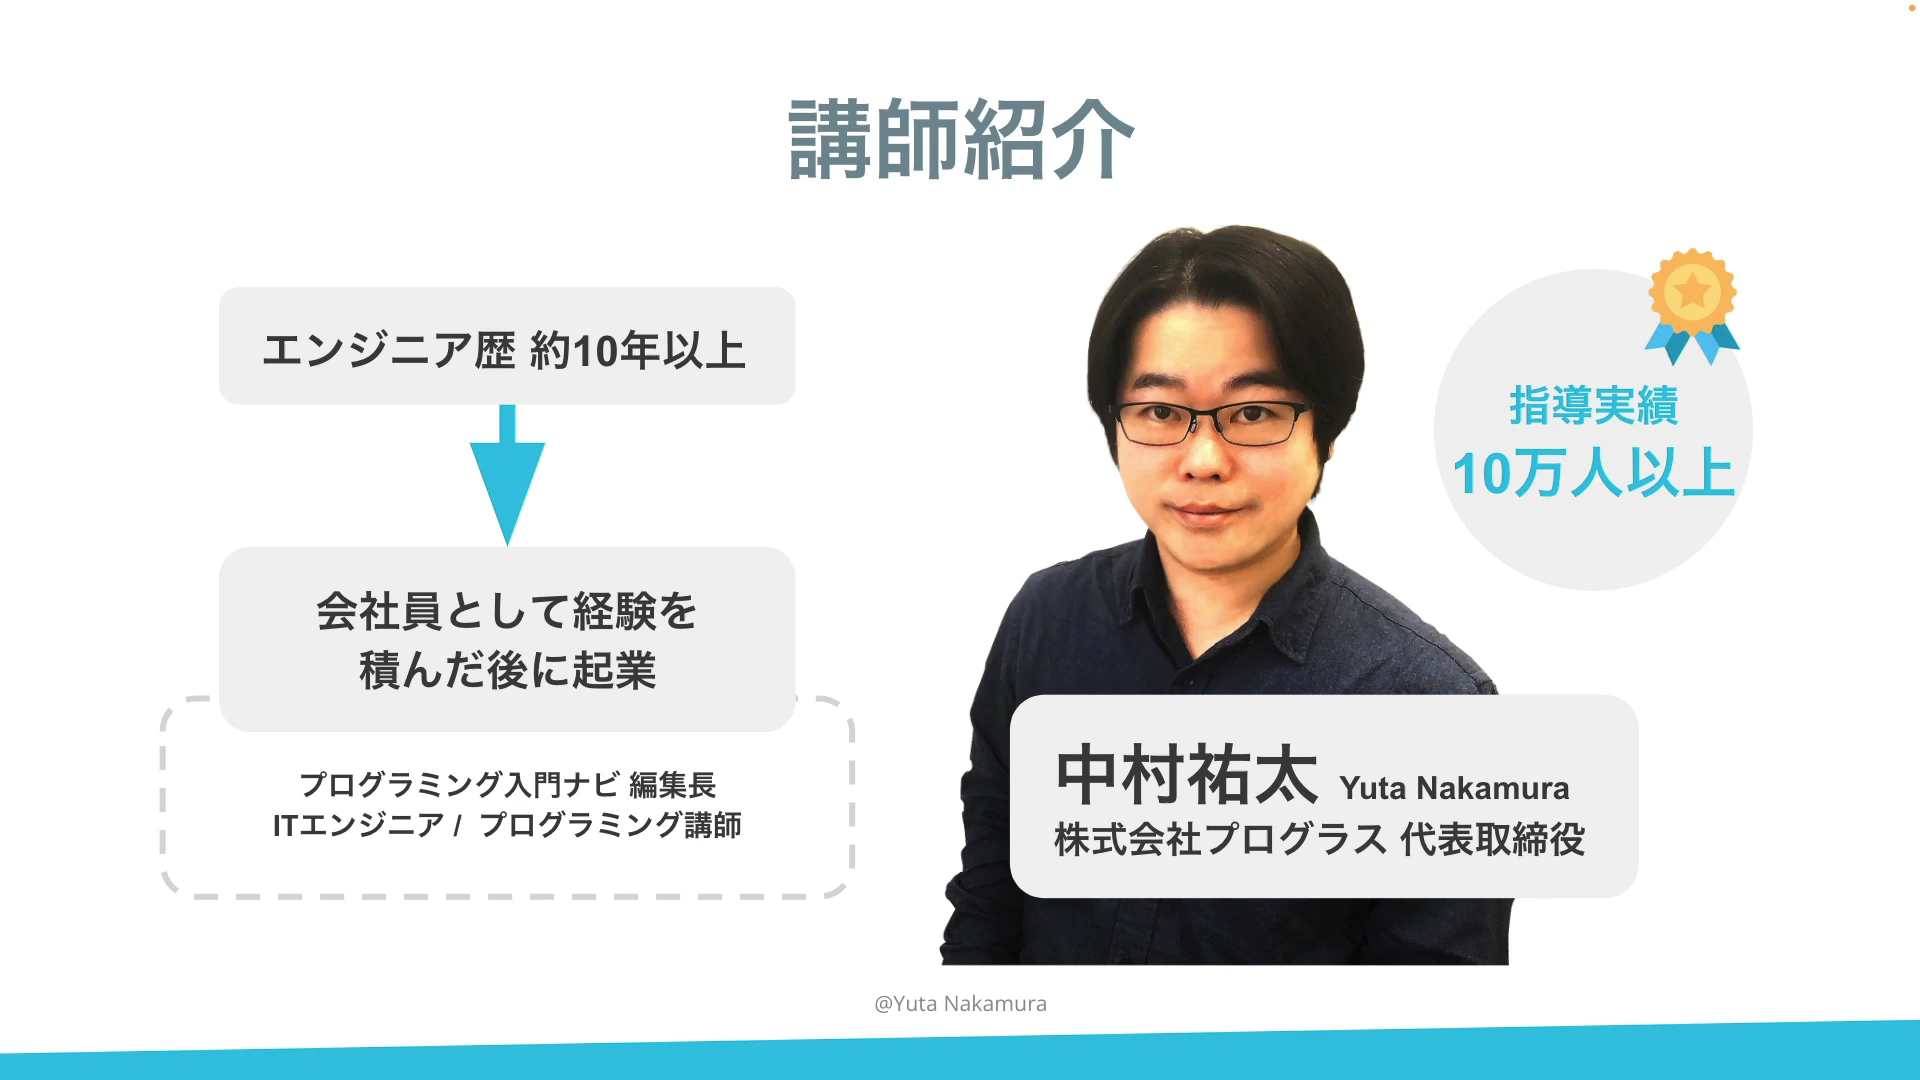 講師紹介
エンジニア歴 約10年以上
会社員として経験を
積んだ後に起業
プログラミング入門ナビ 編集長
ITエンジニア / プログラミング講師
指導実績
10万人以上
中村祐太 Yuta Nakamura
株式会社プログラス 代表取締役
@Yuta Nakamura